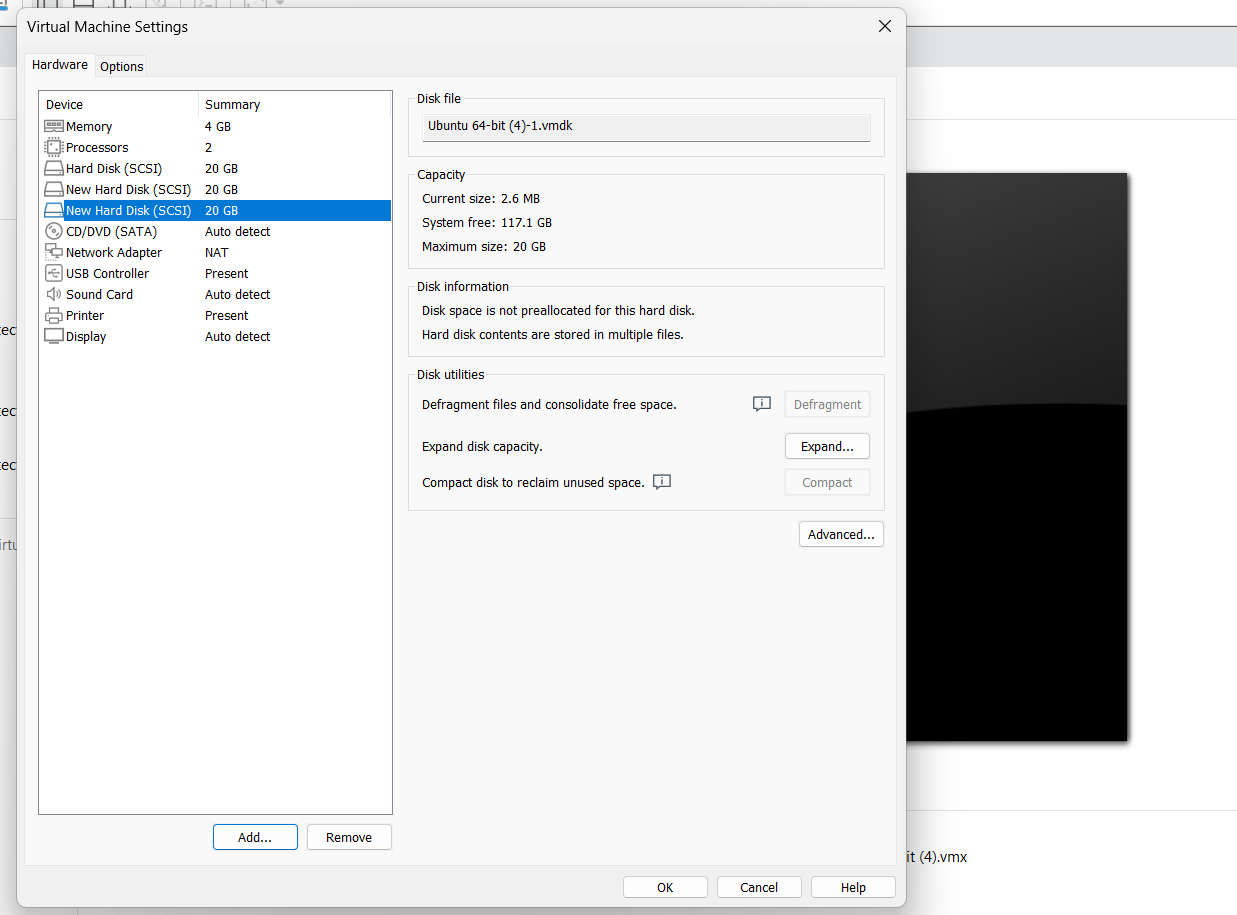 Virtual Machine Settings
Hardware
Options
Device Summary
Memory 4 GB
Processors 2
Hard Disk (SCSI) 20 GB
New Hard Disk (SCSI) 20 GB
New Hard Disk (SCSI) 20 GB
CD/DVD (SATA) Auto detect
Network Adapter NAT
USB Controller Present
Sound Card Auto detect
Printer Present
Display Auto detect
Add...
Remove
Disk file
Ubuntu 64-bit (4)-1.vmdk
Capacity
Current size: 2.6 MB
System free: 117.1 GB
Maximum size: 20 GB
Disk information
Disk space is not preallocated for this hard disk.
Hard disk contents are stored in multiple files.
Disk utilities
Defragment files and consolidate free space. Defragment
Expand disk capacity. Expand...
Compact disk to reclaim unused space. Compact
Advanced...
OK Cancel Help
it (4).vmx